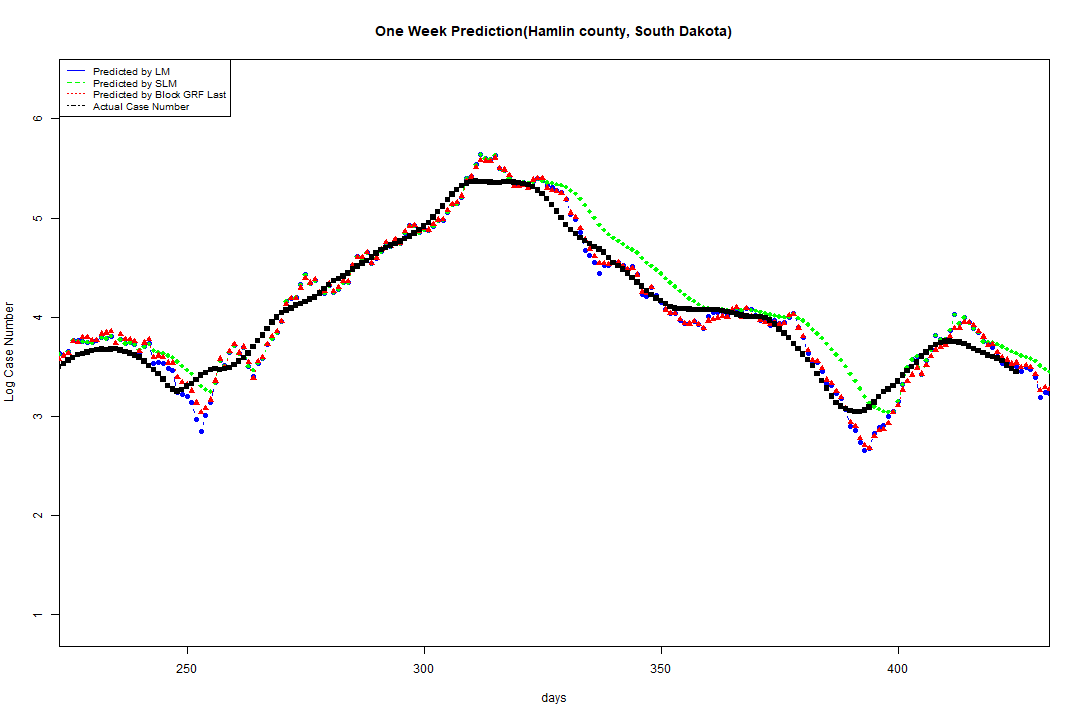 One Week Prediction(Hamlin county, South Dakota)
Predicted by LM
Predicted by SLM
Predicted by Block GRF Last
Actual Case Number
6
5
4
3
2
1
Log Case Number
250 300 350 400
days